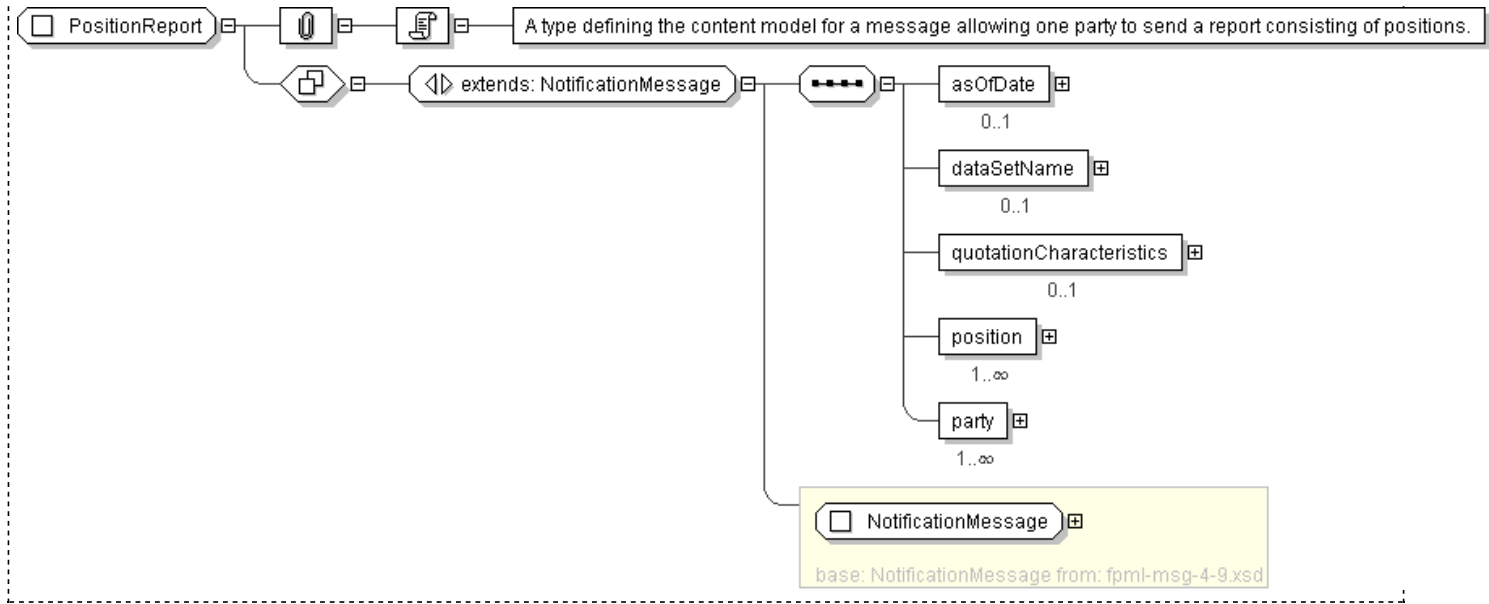 PositionReport
A type defining the content model for a message allowing one party to send a report consisting of positions.
extends: NotificationMessage
asOfDate
0..1
dataSetName
0..1
quotationCharacteristics
0..1
position
1..∞
party
1..∞
NotificationMessage
base: NotificationMessage from: fpml-msg-4-9.xsd